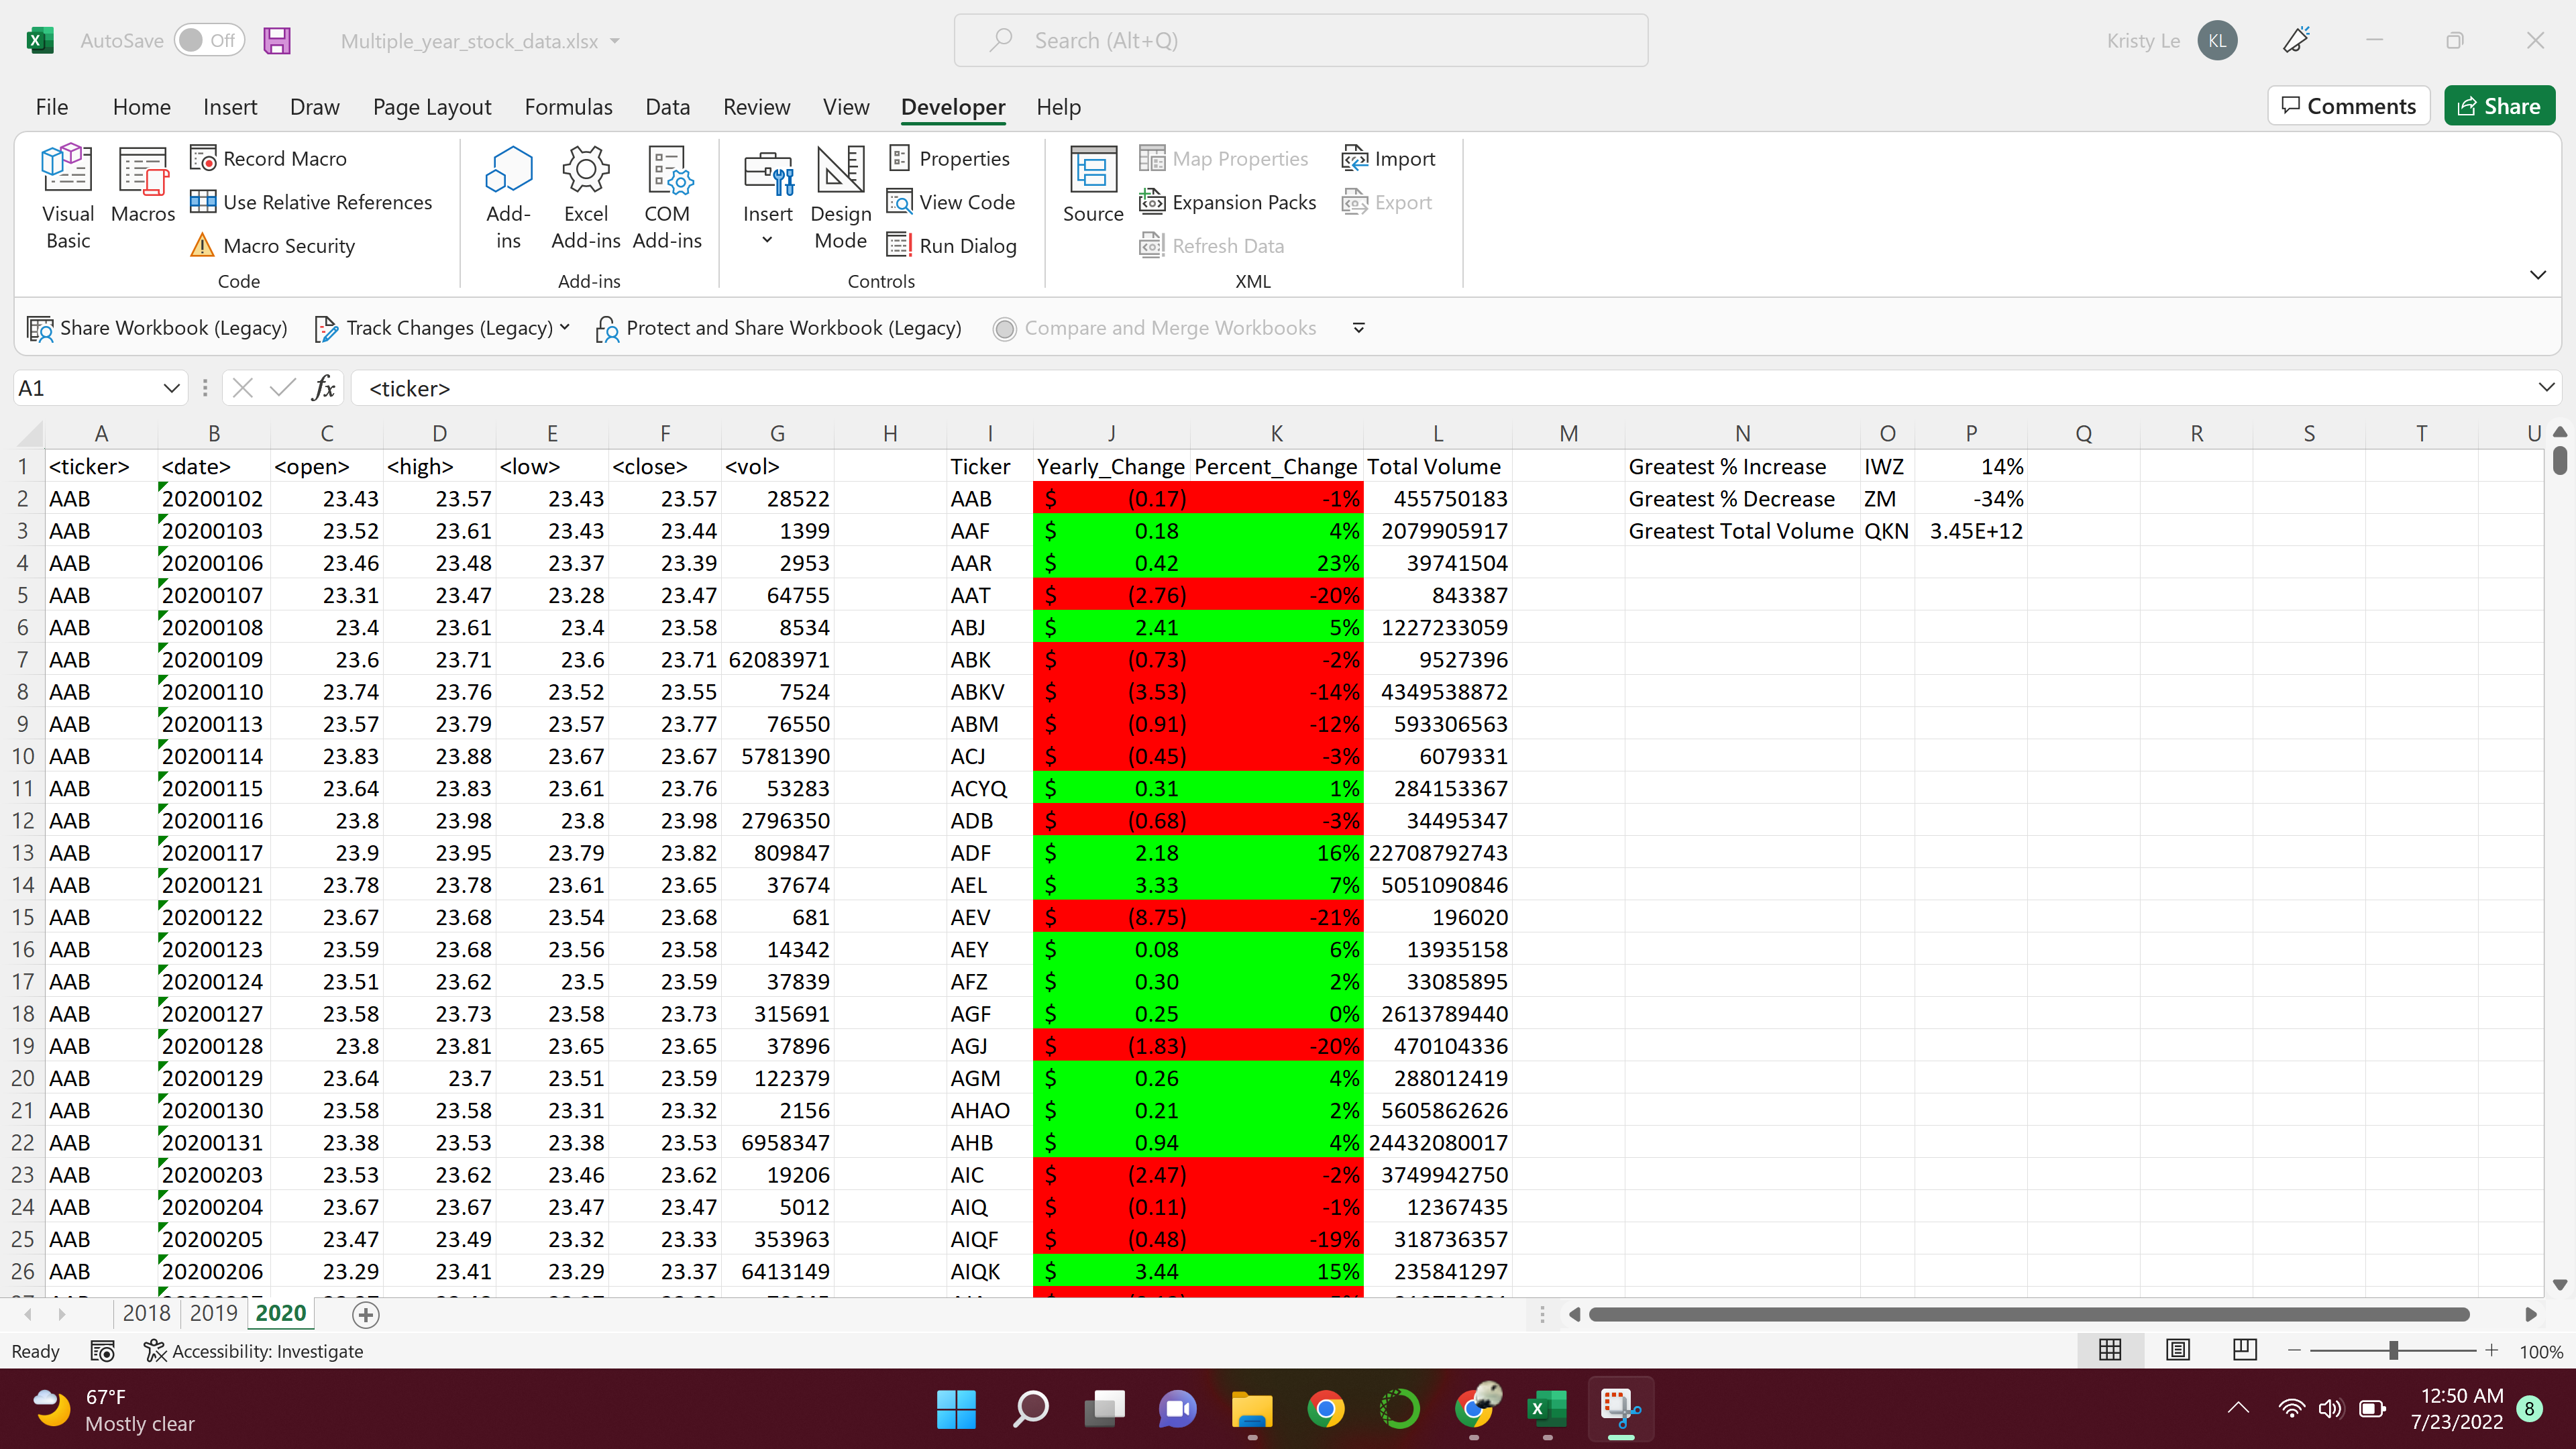 AutoSave Off Multiple_year_stock_data.xlsx Search (Alt+Q) Kristy Le KL
File Home Insert Draw Page Layout Formulas Data Review View Developer Help Comments Share
Visual Basic Macros Record Macro Use Relative References Macro Security
Add-ins Excel Add-ins COM Add-ins
Insert Design Mode Properties View Code Run Dialog
Source Map Properties Expansion Packs Refresh Data Import Export
Code Add-ins Controls XML
Share Workbook (Legacy) Track Changes (Legacy) Protect and Share Workbook (Legacy) Compare and Merge Workbooks
A1 fx <ticker>
A B C D E F G H I J K L M N O P Q R S T U
1 <ticker> <date> <open> <high> <low> <close> <vol> Ticker Yearly_Change Percent_Change Total Volume Greatest % Increase IWZ 14%
2 AAB 20200102 23.43 23.57 23.43 23.57 28522 AAB $ (0.17) -1% 455750183 Greatest % Decrease ZM -34%
3 AAB 20200103 23.52 23.61 23.43 23.44 1399 AAF $ 0.18 4% 2079905917 Greatest Total Volume QKN 3.45E+12
4 AAB 20200106 23.46 23.48 23.37 23.39 2953 AAR $ 0.42 23% 39741504
5 AAB 20200107 23.31 23.47 23.28 23.47 64755 AAT $ (2.76) -20% 843387
6 AAB 20200108 23.4 23.61 23.4 23.58 8534 ABJ $ 2.41 5% 1227233059
7 AAB 20200109 23.6 23.71 23.6 23.71 62083971 ABK $ (0.73) -2% 9527396
8 AAB 20200110 23.74 23.76 23.52 23.55 7524 ABKV $ (3.53) -14% 4349538872
9 AAB 20200113 23.57 23.79 23.57 23.77 76550 ABM $ (0.91) -12% 593306563
10 AAB 20200114 23.83 23.88 23.67 23.67 5781390 ACJ $ (0.45) -3% 6079331
11 AAB 20200115 23.64 23.83 23.61 23.76 53283 ACYQ $ 0.31 1% 284153367
12 AAB 20200116 23.8 23.98 23.8 23.98 2796350 ADB $ (0.68) -3% 34495347
13 AAB 20200117 23.9 23.95 23.79 23.82 809847 ADF $ 2.18 16% 22708792743
14 AAB 20200121 23.78 23.78 23.61 23.65 37674 AEL $ 3.33 7% 5051090846
15 AAB 20200122 23.67 23.68 23.54 23.68 681 AEV $ (8.75) -21% 196020
16 AAB 20200123 23.59 23.68 23.56 23.58 14342 AEY $ 0.08 6% 13935158
17 AAB 20200124 23.51 23.62 23.5 23.59 37839 AFZ $ 0.30 2% 33085895
18 AAB 20200127 23.58 23.73 23.58 23.73 315691 AGF $ 0.25 0% 2613789440
19 AAB 20200128 23.8 23.81 23.65 23.65 37896 AGJ $ (1.83) -20% 470104336
20 AAB 20200129 23.64 23.7 23.51 23.59 122379 AGM $ 0.26 4% 288012419
21 AAB 20200130 23.58 23.58 23.31 23.32 2156 AHAO $ 0.21 2% 5605862626
22 AAB 20200131 23.38 23.53 23.38 23.53 6958347 AHB $ 0.94 4% 24432080017
23 AAB 20200203 23.53 23.62 23.46 23.62 19206 AIC $ (2.47) -2% 3749942750
24 AAB 20200204 23.67 23.67 23.47 23.47 5012 AIQ $ (0.11) -1% 12367435
25 AAB 20200205 23.47 23.49 23.32 23.33 353963 AIQF $ (0.48) -19% 318736357
26 AAB 20200206 23.29 23.41 23.29 23.37 6413149 AIQK $ 3.44 15% 235841297
2018 2019 2020
Ready Accessibility: Investigate 100%
67°F
Mostly clear
12:50 AM
7/23/2022 8